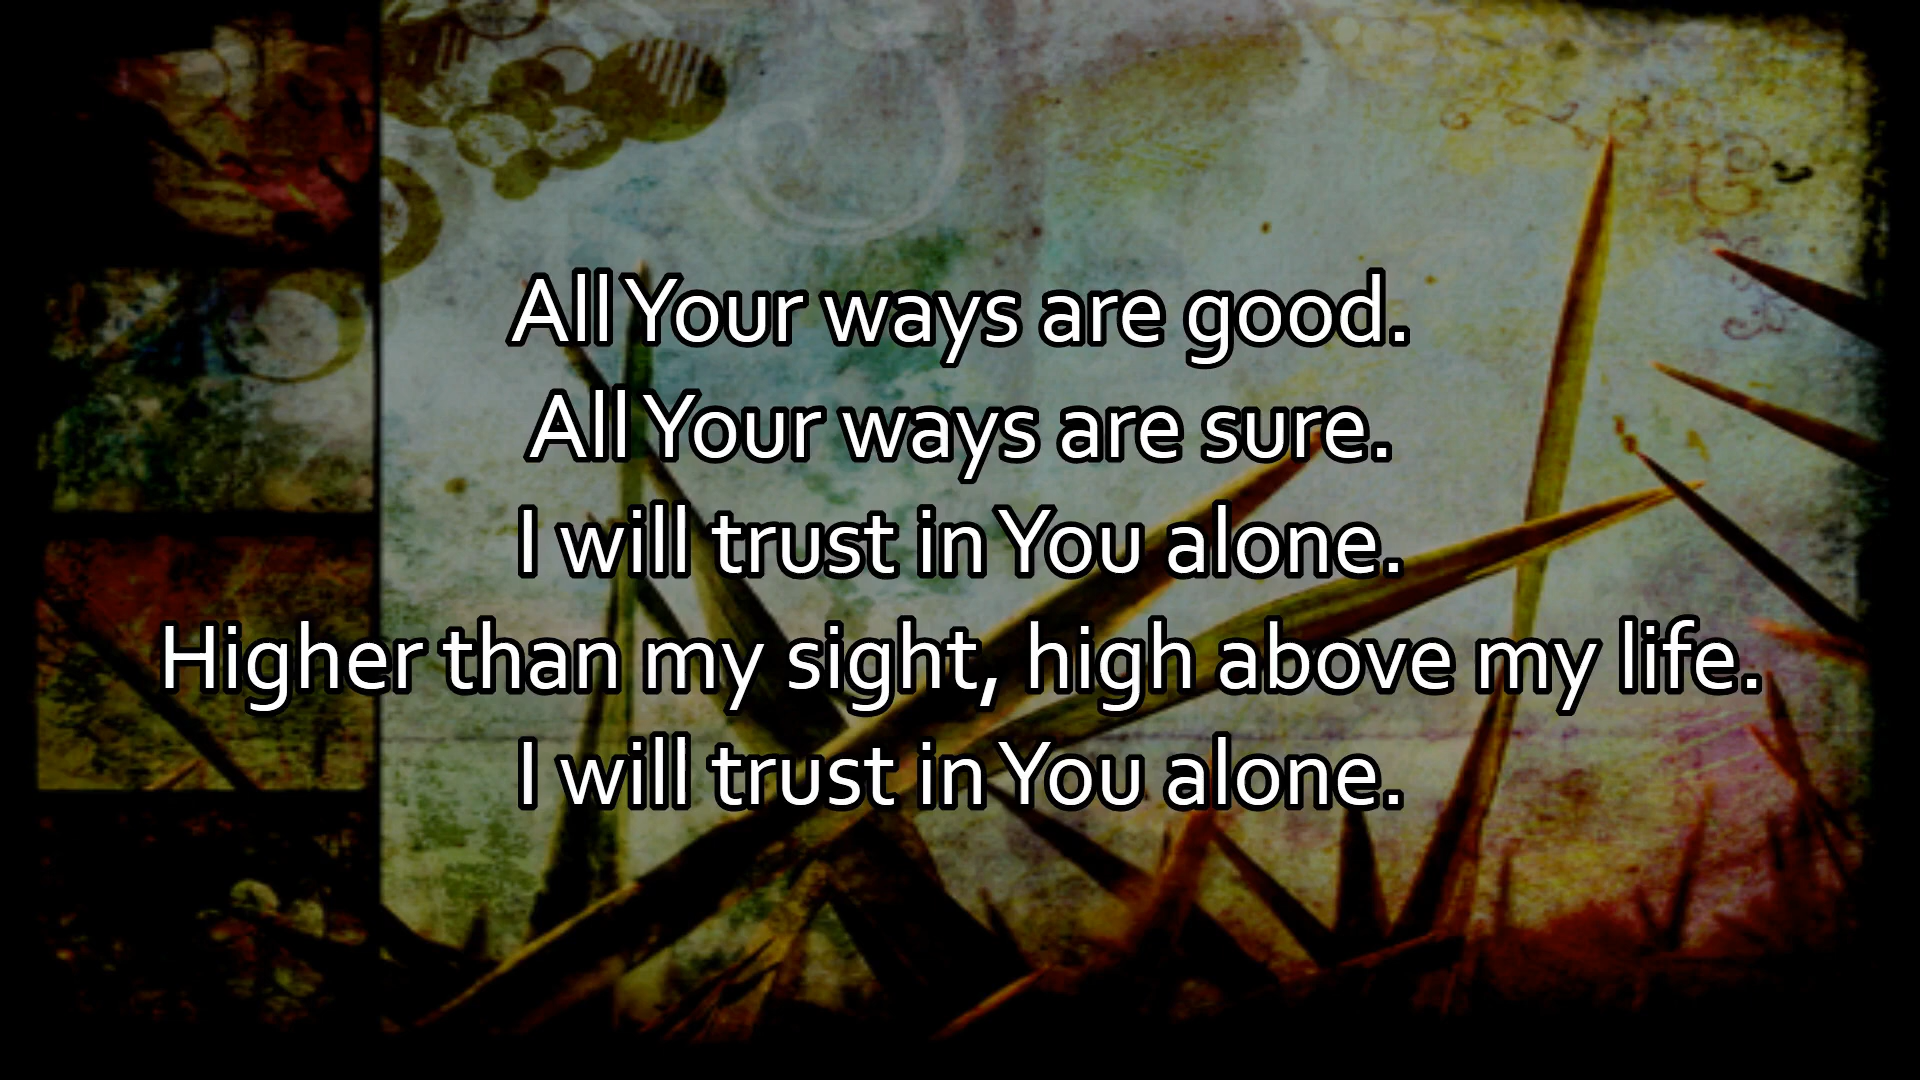 All Your ways are good.
All Your ways are sure.
I will trust in You alone.
Higher than my sight, high above my life.
I will trust in You alone.